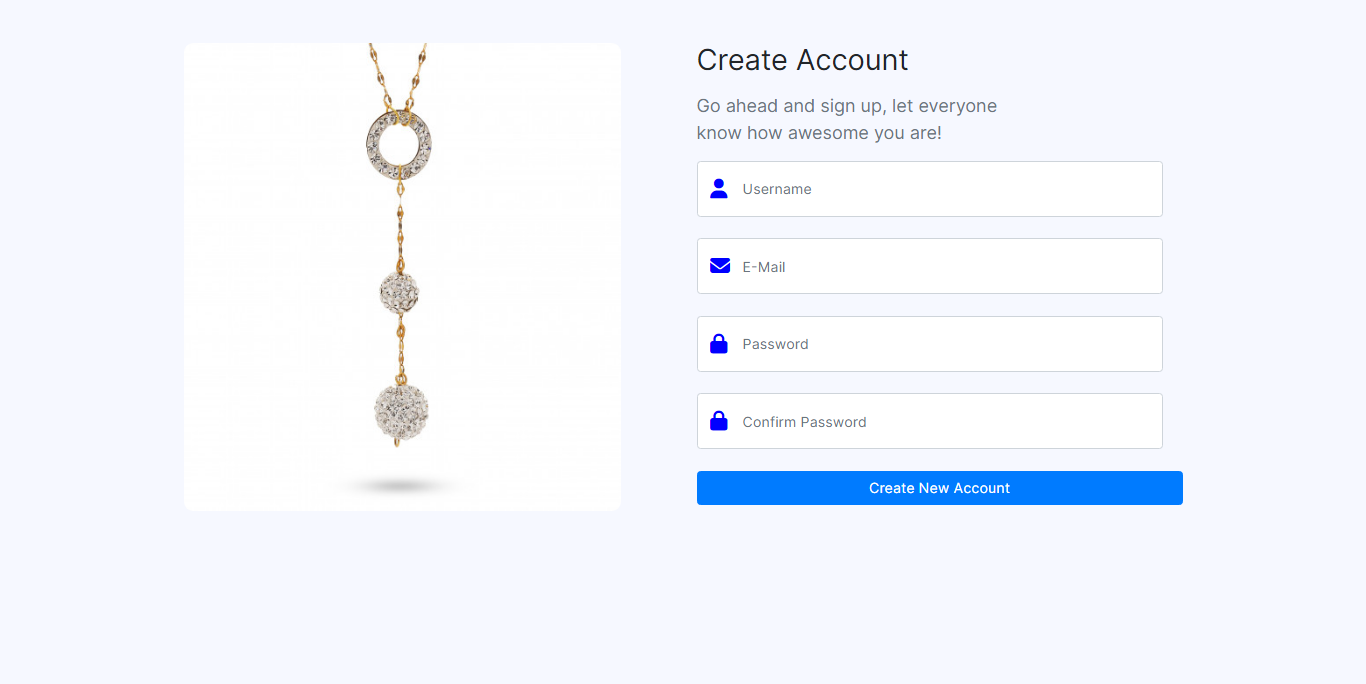 Create Account
Go ahead and sign up, let everyone
know how awesome you are!
Username
E-Mail
Password
Confirm Password
Create New Account